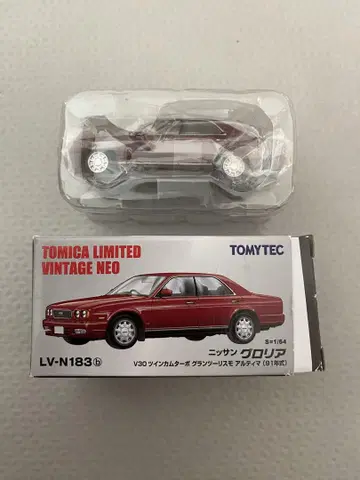 TOMICA LIMITED
VINTAGE NEO
TOMYTEC
S=1/64
LV-N183b
ニッサン グロリア
V30 ツインカムターボ グランツーリスモ アルティマ (91年式)